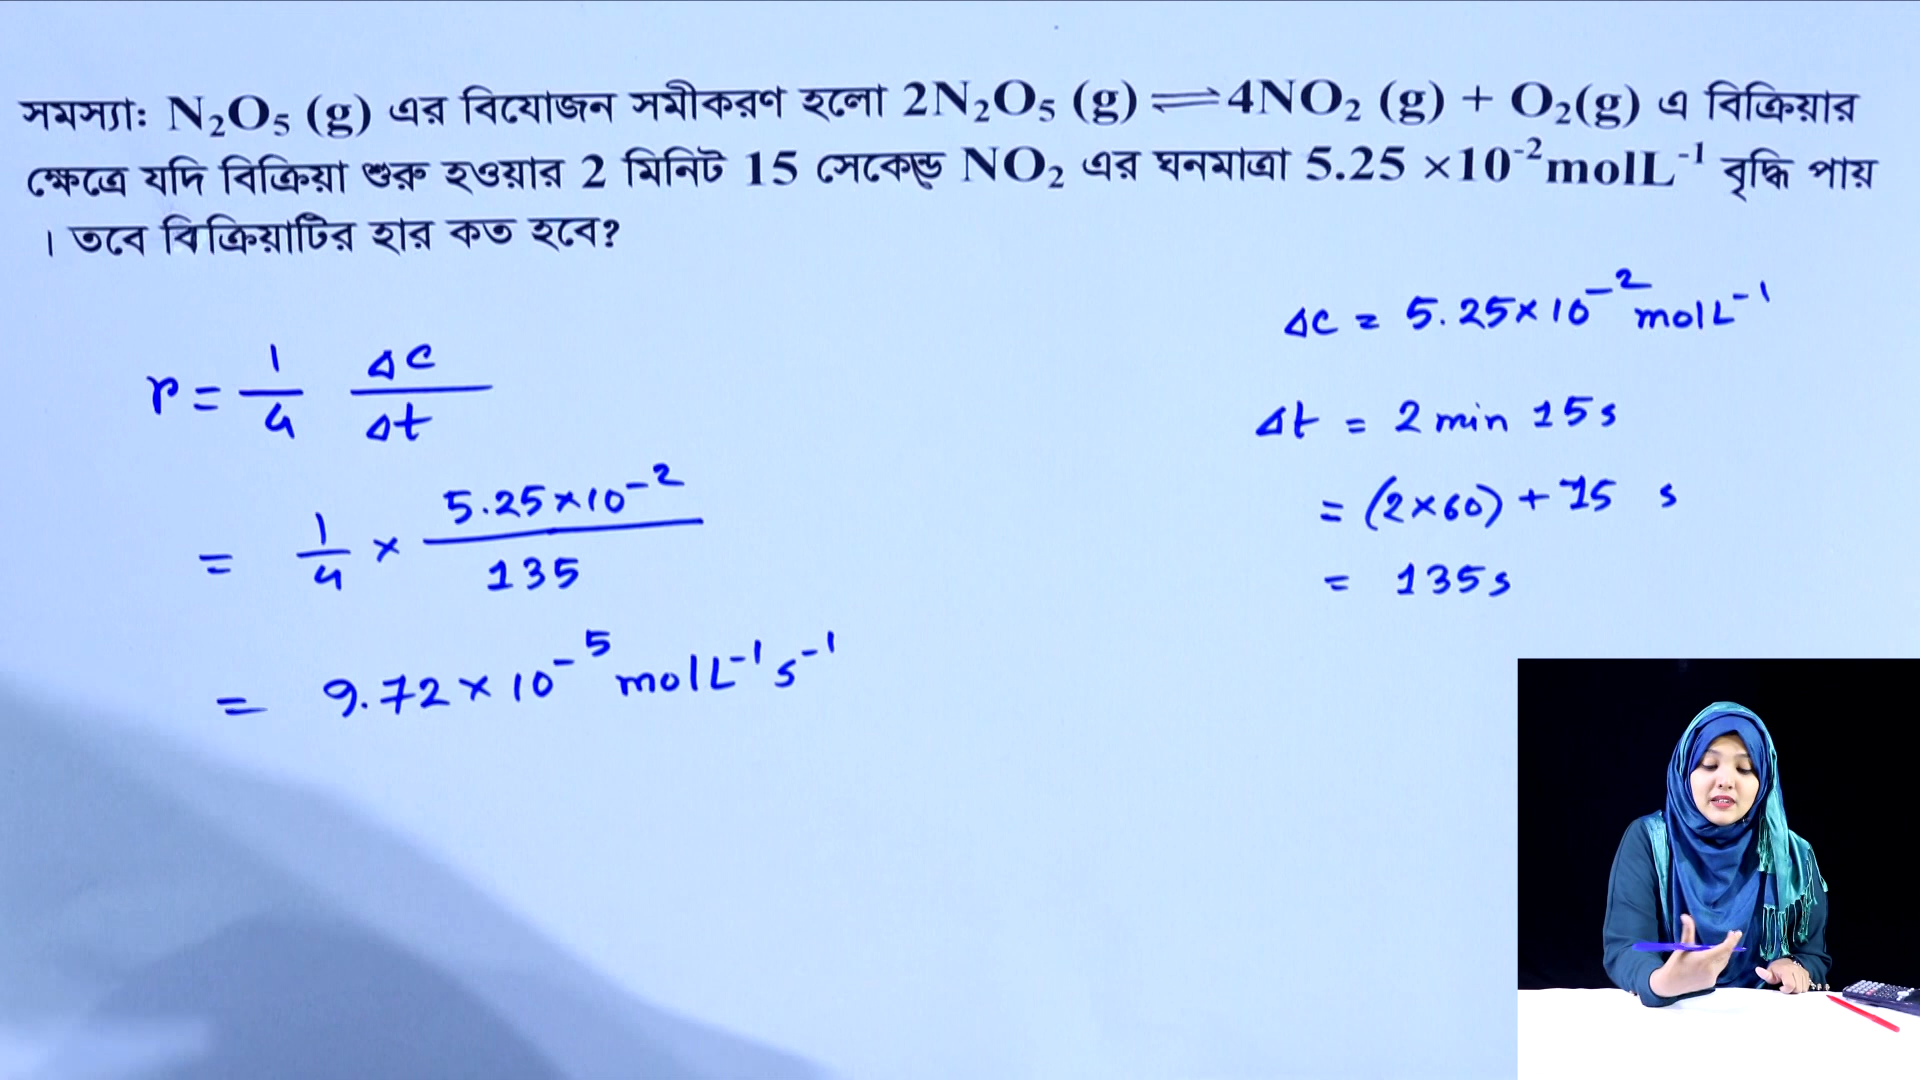 সমস্যাঃ N₂O₅ (g) এর বিযোজন সমীকরণ হলো 2N₂O₅ (g) ⇌ 4NO₂ (g) + O₂(g) এ বিক্রিয়ার
ক্ষেত্রে যদি বিক্রিয়া শুরু হওয়ার 2 মিনিট 15 সেকেন্ডে NO₂ এর ঘনমাত্রা 5.25 ×10⁻²molL⁻¹ বৃদ্ধি পায়
। তবে বিক্রিয়াটির হার কত হবে?
r = 1/4 Δc/Δt
= 1/4 × 5.25×10⁻²/135
= 9.72×10⁻⁵ molL⁻¹s⁻¹
Δc = 5.25×10⁻² molL⁻¹
Δt = 2 min 15s
= (2×60) + 15 s
= 135s